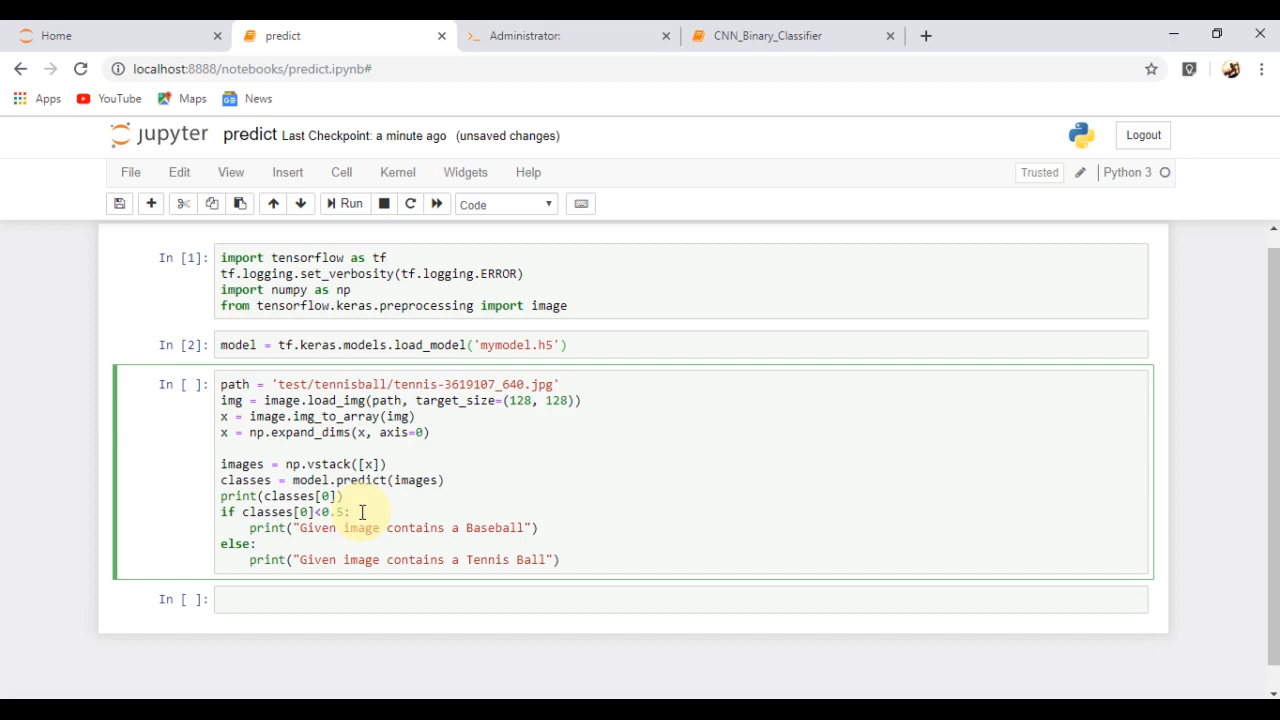 Home
predict
Administrator:
CNN_Binary_Classifier
localhost:8888/notebooks/predict.ipynb#
Apps YouTube Maps News
jupyter predict Last Checkpoint: a minute ago (unsaved changes)
Logout
File Edit View Insert Cell Kernel Widgets Help
Trusted Python 3
Run Code
In [1]: import tensorflow as tf
tf.logging.set_verbosity(tf.logging.ERROR)
import numpy as np
from tensorflow.keras.preprocessing import image
In [2]: model = tf.keras.models.load_model('mymodel.h5')
In [ ]: path = 'test/tennisball/tennis-3619107_640.jpg'
img = image.load_img(path, target_size=(128, 128))
x = image.img_to_array(img)
x = np.expand_dims(x, axis=0)
images = np.vstack([x])
classes = model.predict(images)
print(classes[0])
if classes[0]<0.5:
    print("Given image contains a Baseball")
else:
    print("Given image contains a Tennis Ball")
In [ ]: